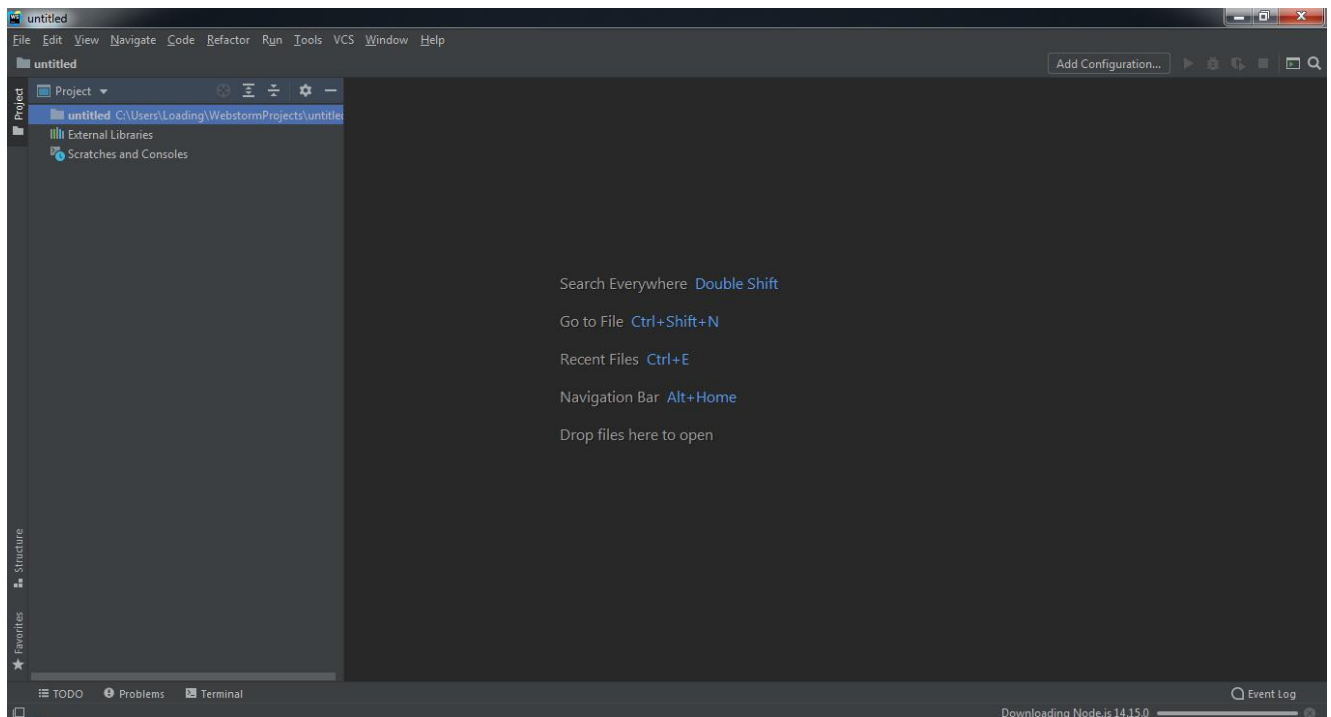 WS untitled
File Edit View Navigate Code Refactor Run Tools VCS Window Help
untitled Add Configuration...
Project Project
untitled C:\Users\Loading\WebstormProjects\untitled
External Libraries
Scratches and Consoles
Search Everywhere Double Shift
Go to File Ctrl+Shift+N
Recent Files Ctrl+E
Navigation Bar Alt+Home
Drop files here to open
Structure
Favorites
TODO Problems Terminal Event Log
Downloading Node.js 14.15.0